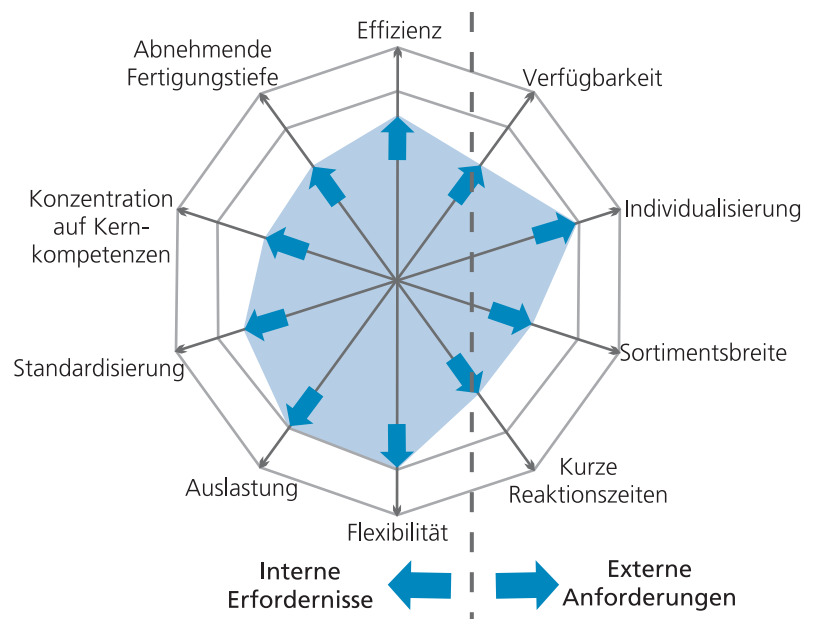 Effizienz
Abnehmende
Fertigungstiefe
Verfügbarkeit
Konzentration
auf Kern-
kompetenzen
Individualisierung
Standardisierung
Sortimentsbreite
Auslastung
Kurze
Reaktionszeiten
Flexibilität
Interne
Erfordernisse
Externe
Anforderungen